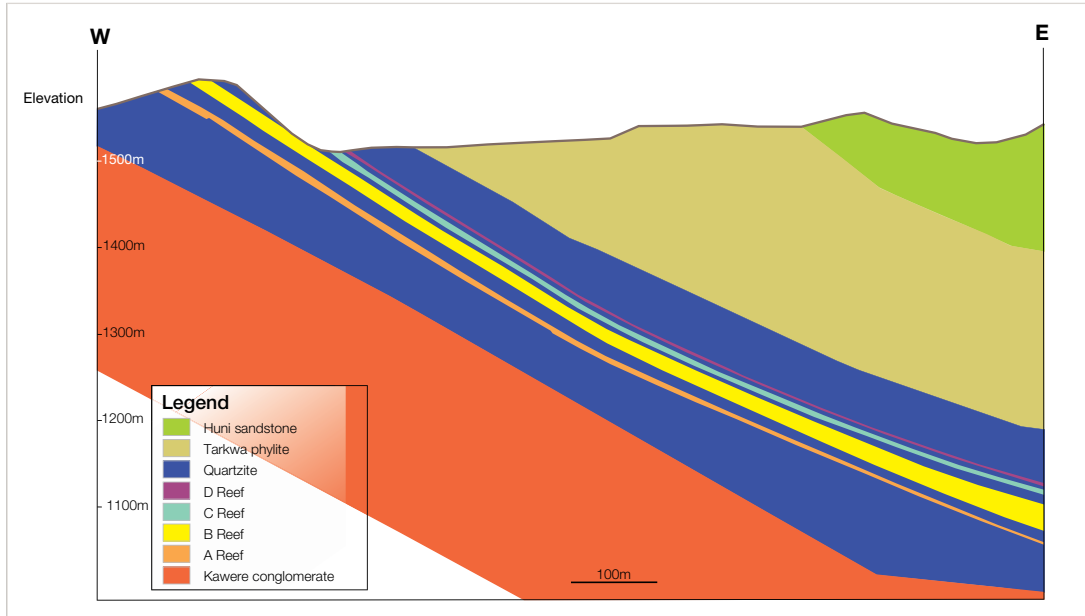 W
E
Elevation
1500m
1400m
1300m
1200m
1100m
Legend
Huni sandstone
Tarkwa phylite
Quartzite
D Reef
C Reef
B Reef
A Reef
Kawere conglomerate
100m